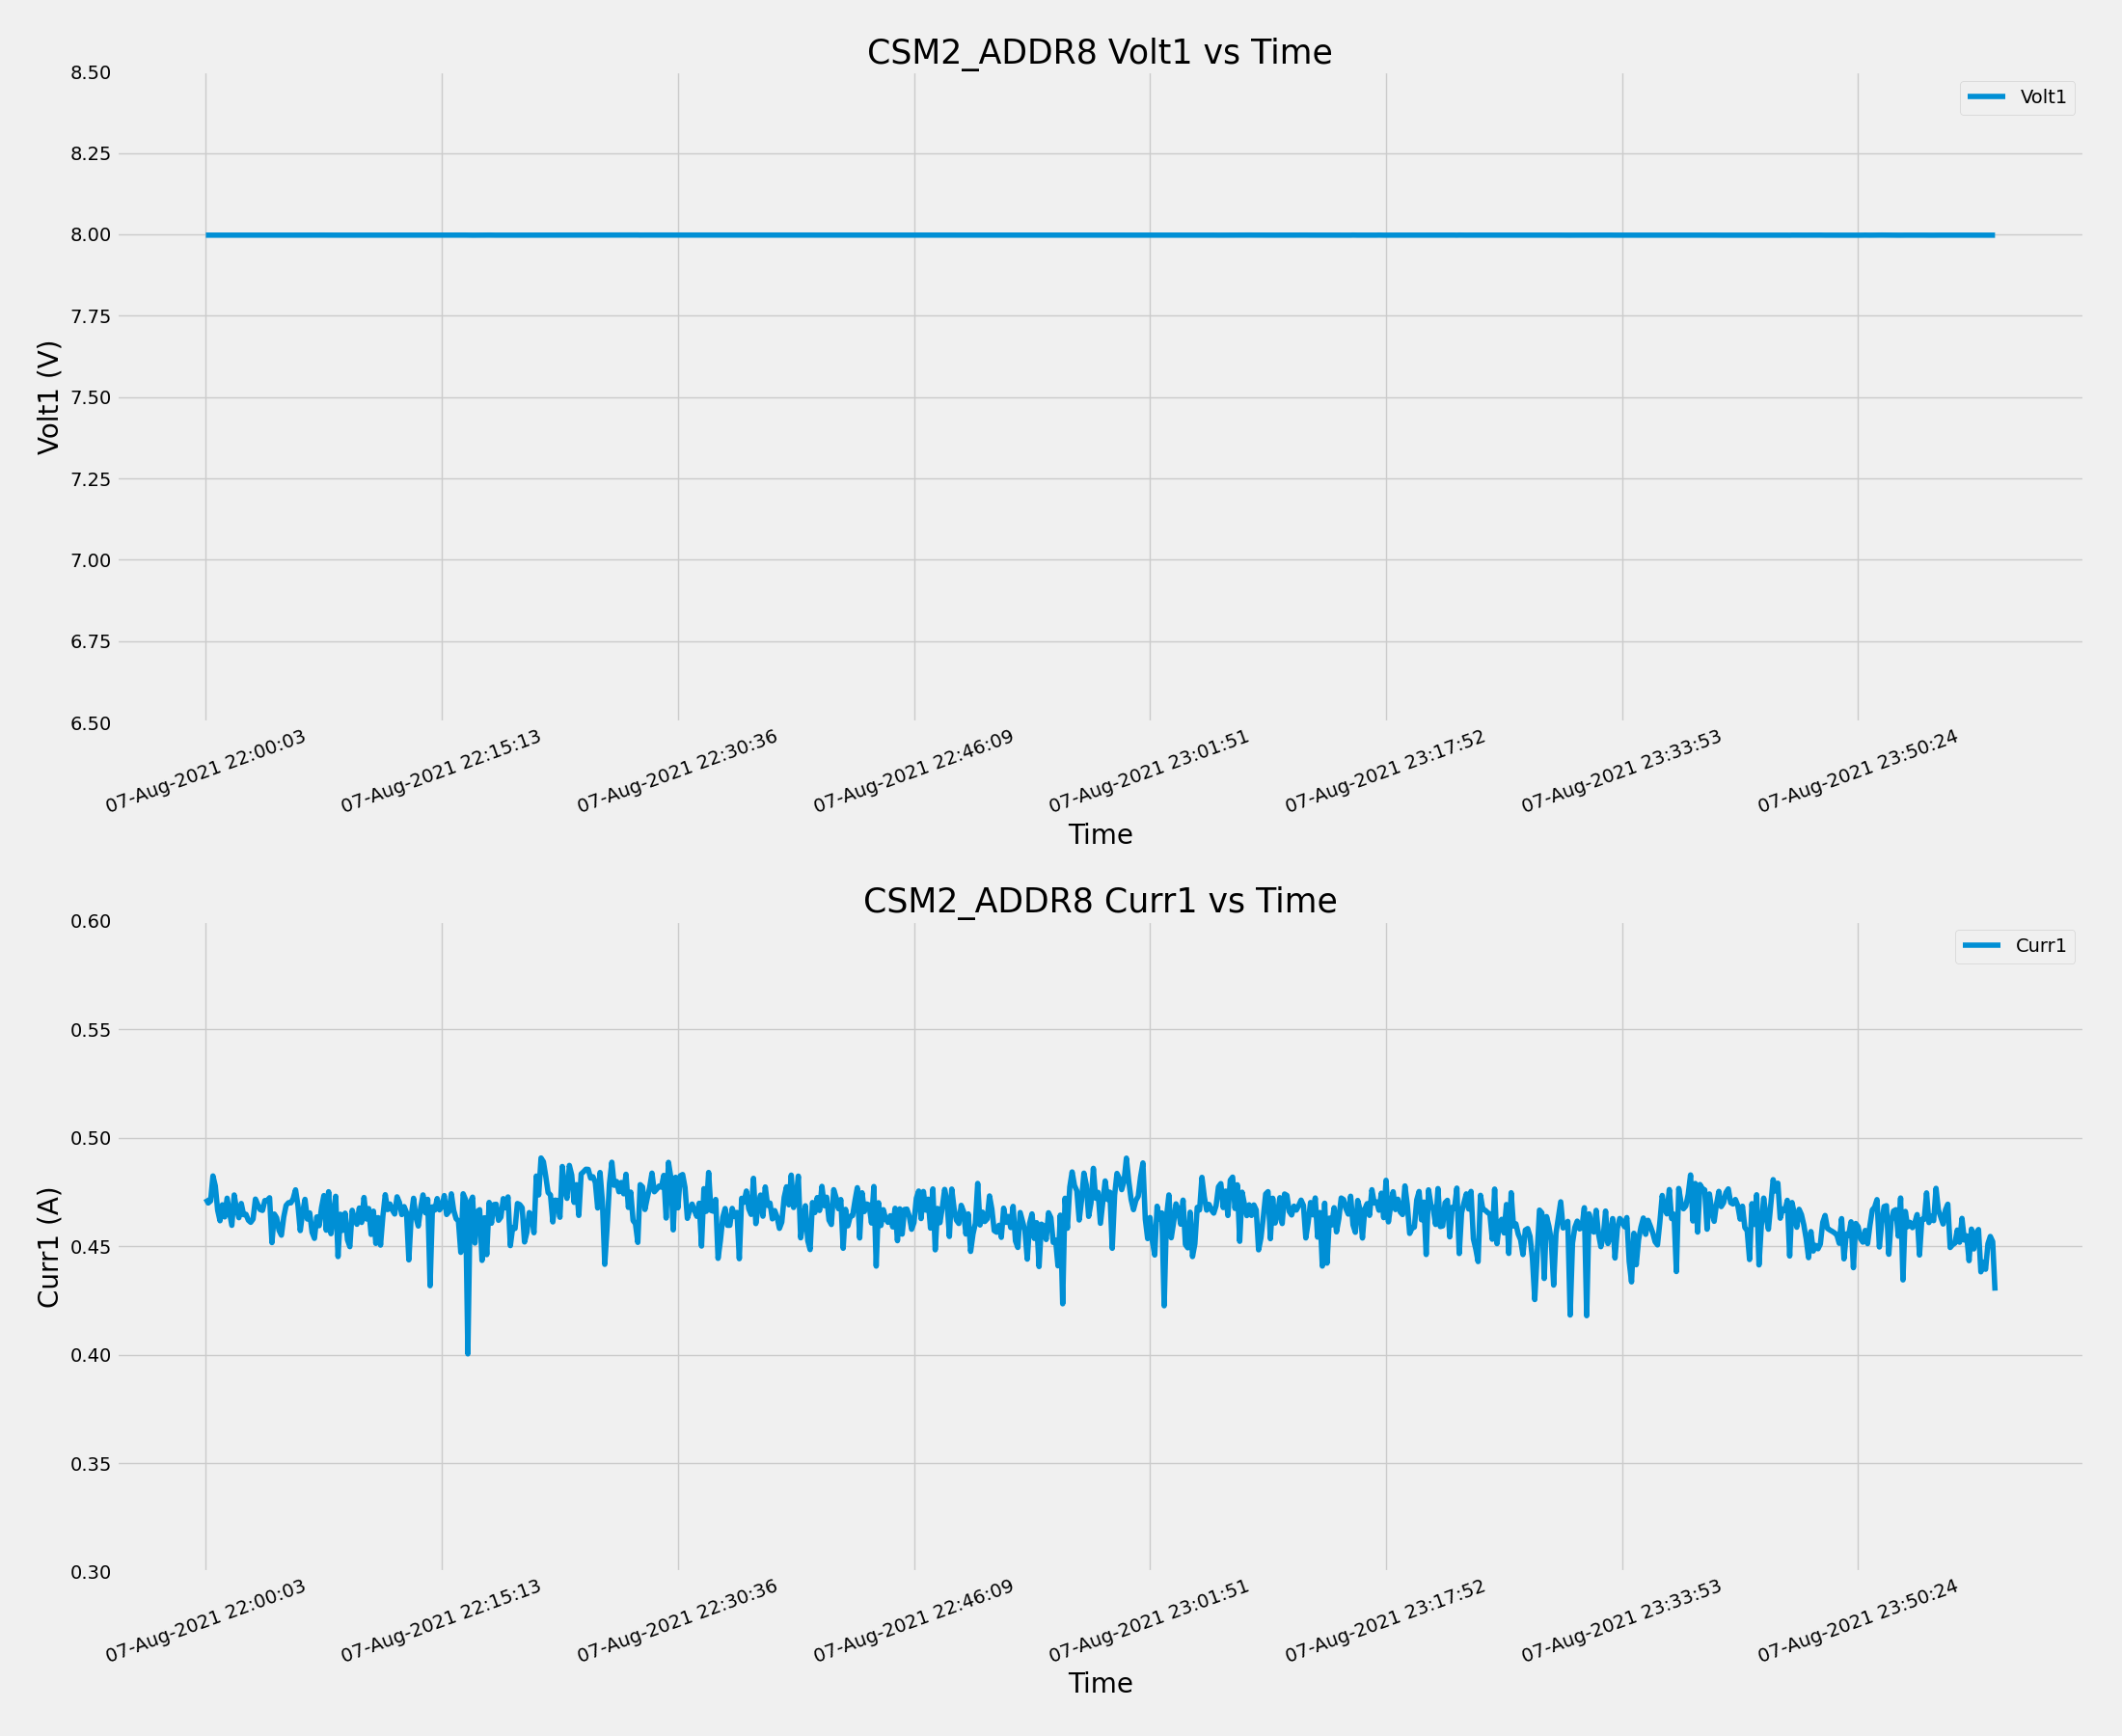 CSM2_ADDR8 Volt1 vs Time
8.50
8.25
8.00
7.75
7.50
7.25
7.00
6.75
6.50
Volt1 (V)
Volt1
07-Aug-2021 22:00:03
07-Aug-2021 22:15:13
07-Aug-2021 22:30:36
07-Aug-2021 22:46:09
07-Aug-2021 23:01:51
07-Aug-2021 23:17:52
07-Aug-2021 23:33:53
07-Aug-2021 23:50:24
Time
CSM2_ADDR8 Curr1 vs Time
0.60
0.55
0.50
0.45
0.40
0.35
0.30
Curr1 (A)
Curr1
07-Aug-2021 22:00:03
07-Aug-2021 22:15:13
07-Aug-2021 22:30:36
07-Aug-2021 22:46:09
07-Aug-2021 23:01:51
07-Aug-2021 23:17:52
07-Aug-2021 23:33:53
07-Aug-2021 23:50:24
Time